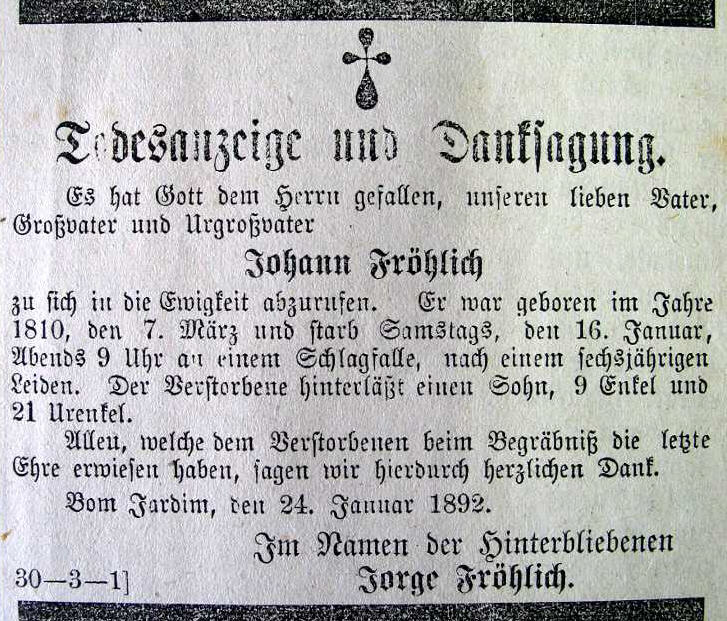 Todesanzeige und Danksagung.
Es hat Gott dem Herrn gefallen, unseren lieben Vater,
Großvater und Urgroßvater
Johann Fröhlich
zu sich in die Ewigkeit abzurufen. Er war geboren im Jahre
1810, den 7. März und starb Samstags, den 16. Januar,
Abends 9 Uhr an einem Schlagfalle, nach einem sechsjährigen
Leiden. Der Verstorbene hinterläßt einen Sohn, 9 Enkel und
21 Urenkel.
Allen, welche dem Verstorbenen beim Begräbniß die letzte
Ehre erwiesen haben, sagen wir hierdurch herzlichen Dank.
Bom Jardim, den 24. Januar 1892.
Im Namen der Hinterbliebenen
30—3—1] Jorge Fröhlich.